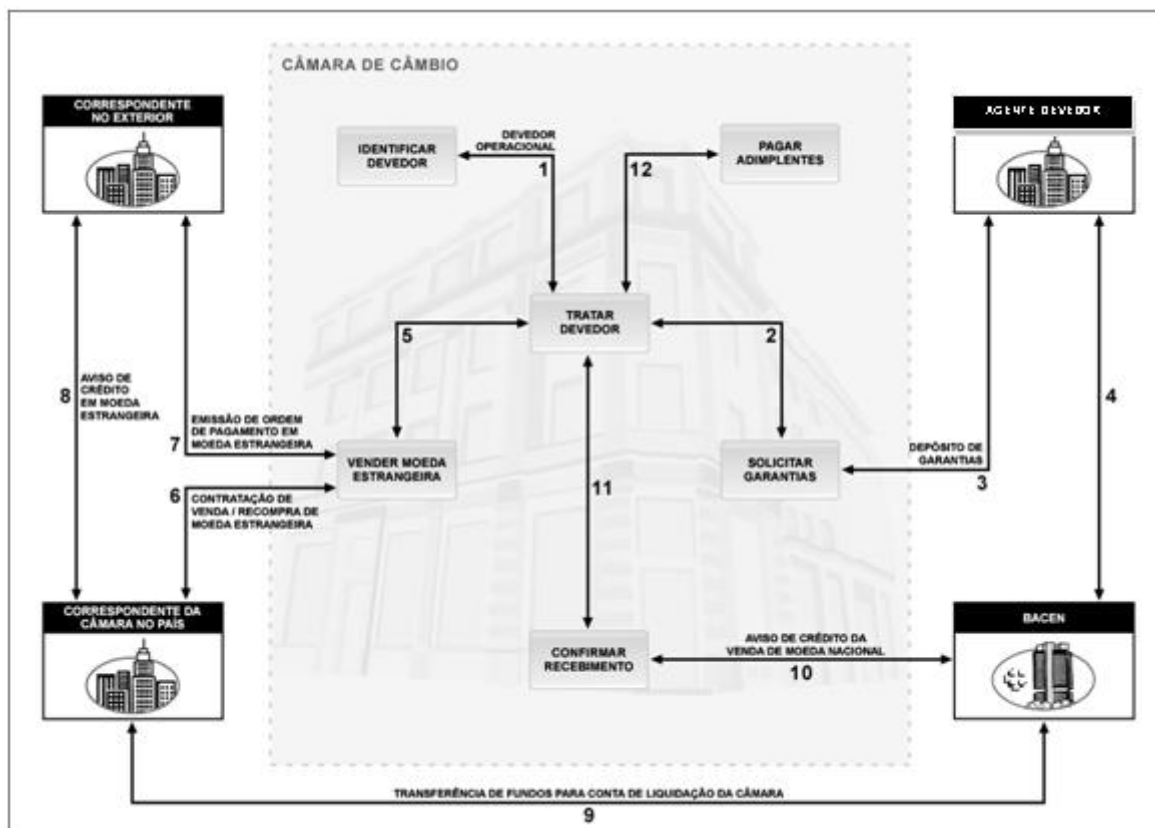 CÂMARA DE CÂMBIO
CORRESPONDENTE
NO EXTERIOR
AGENTE DEVEDOR
IDENTIFICAR
DEVEDOR
DEVEDOR
OPERACIONAL
1
12
PAGAR
ADIMPLENTES
TRATAR
DEVEDOR
5
2
8
AVISO DE
CRÉDITO
EM MOEDA
ESTRANGEIRA
4
7
EMISSÃO DE ORDEM
DE PAGAMENTO EM
MOEDA ESTRANGEIRA
VENDER MOEDA
ESTRANGEIRA
SOLICITAR
GARANTIAS
DEPÓSITO DE
GARANTIAS
3
6
CONTRATAÇÃO DE
VENDA / RECOMPRA DE
MOEDA ESTRANGEIRA
11
CORRESPONDENTE DA
CÂMARA NO PAÍS
BACEN
CONFIRMAR
RECEBIMENTO
AVISO DE CRÉDITO DA
VENDA DE MOEDA NACIONAL
10
TRANSFERÊNCIA DE FUNDOS PARA CONTA DE LIQUIDAÇÃO DA CÂMARA
9